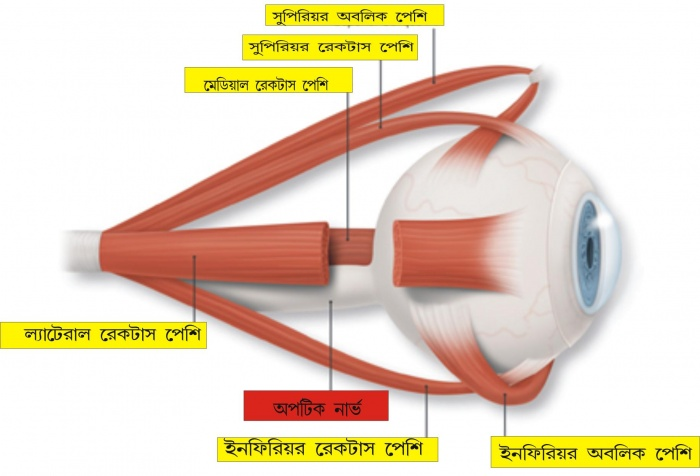 সুপিরিয়র অবলিক পেশি
সুপিরিয়র রেকটাস পেশি
মেডিয়াল রেকটাস পেশি
ল্যাটেরাল রেকটাস পেশি
অপটিক নার্ভ
ইনফিরিয়র রেকটাস পেশি
ইনফিরিয়র অবলিক পেশি